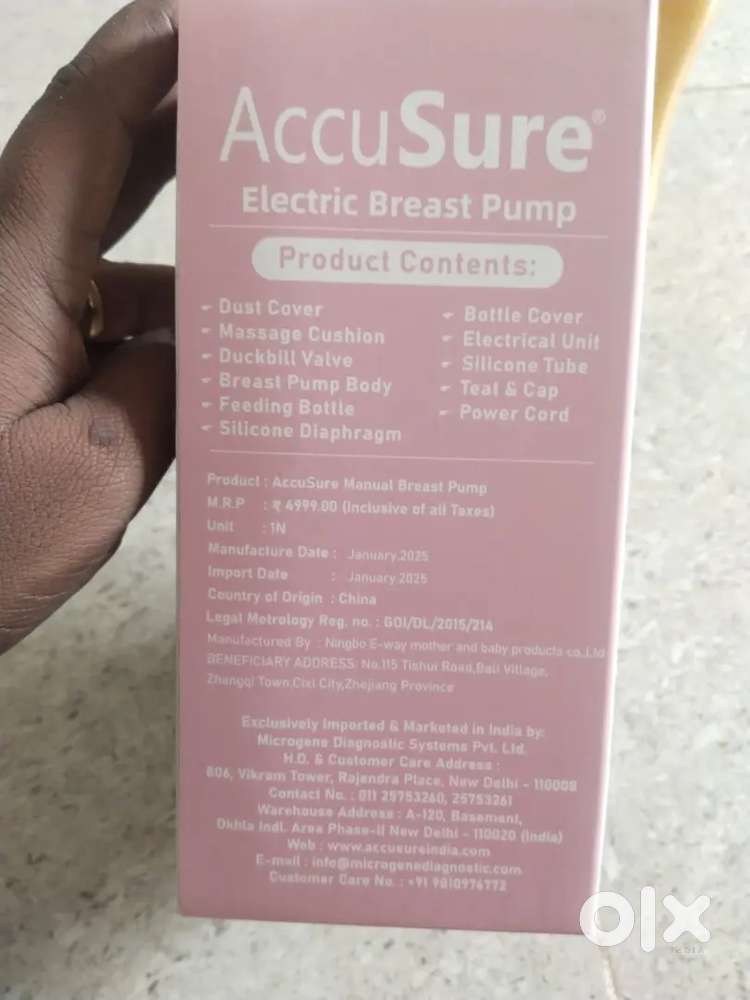 AccuSure®
Electric Breast Pump
Product Contents:
Dust Cover
Massage Cushion
Duckbill Valve
Breast Pump Body
Feeding Bottle
Silicone Diaphragm
Bottle Cover
Electrical Unit
Silicone Tube
Teat & Cap
Power Cord
Product : AccuSure Manual Breast Pump
M.R.P : ₹ 4999.00 (Inclusive of all Taxes)
Unit : 1N
Manufacture Date : January.2025
Import Date : January.2025
Country of Origin : China
Legal Metrology Reg. no. : GOI/DL/2015/214
Manufactured By : Ningbo E-way mother and baby products co.,Ltd
BENEFICIARY ADDRESS: No.115 Tishui Road,Bali Village,
Zhangqi Town,Cixi City,Zhejiang Province
Exclusively Imported & Marketed in India by:
Microgene Diagnostic Systems Pvt. Ltd.
H.O. & Customer Care Address :
806, Vikram Tower, Rajendra Place, New Delhi - 110008
Contact No. : 011 25753260, 25753261
Warehouse Address : A-120, Basement,
Okhla Indl. Area Phase-II New Delhi - 110020 (India)
Web : www.accusureindia.com
E-mail : info@microgenediagnostic.com
Customer Care No. : +91 9810976772
olx